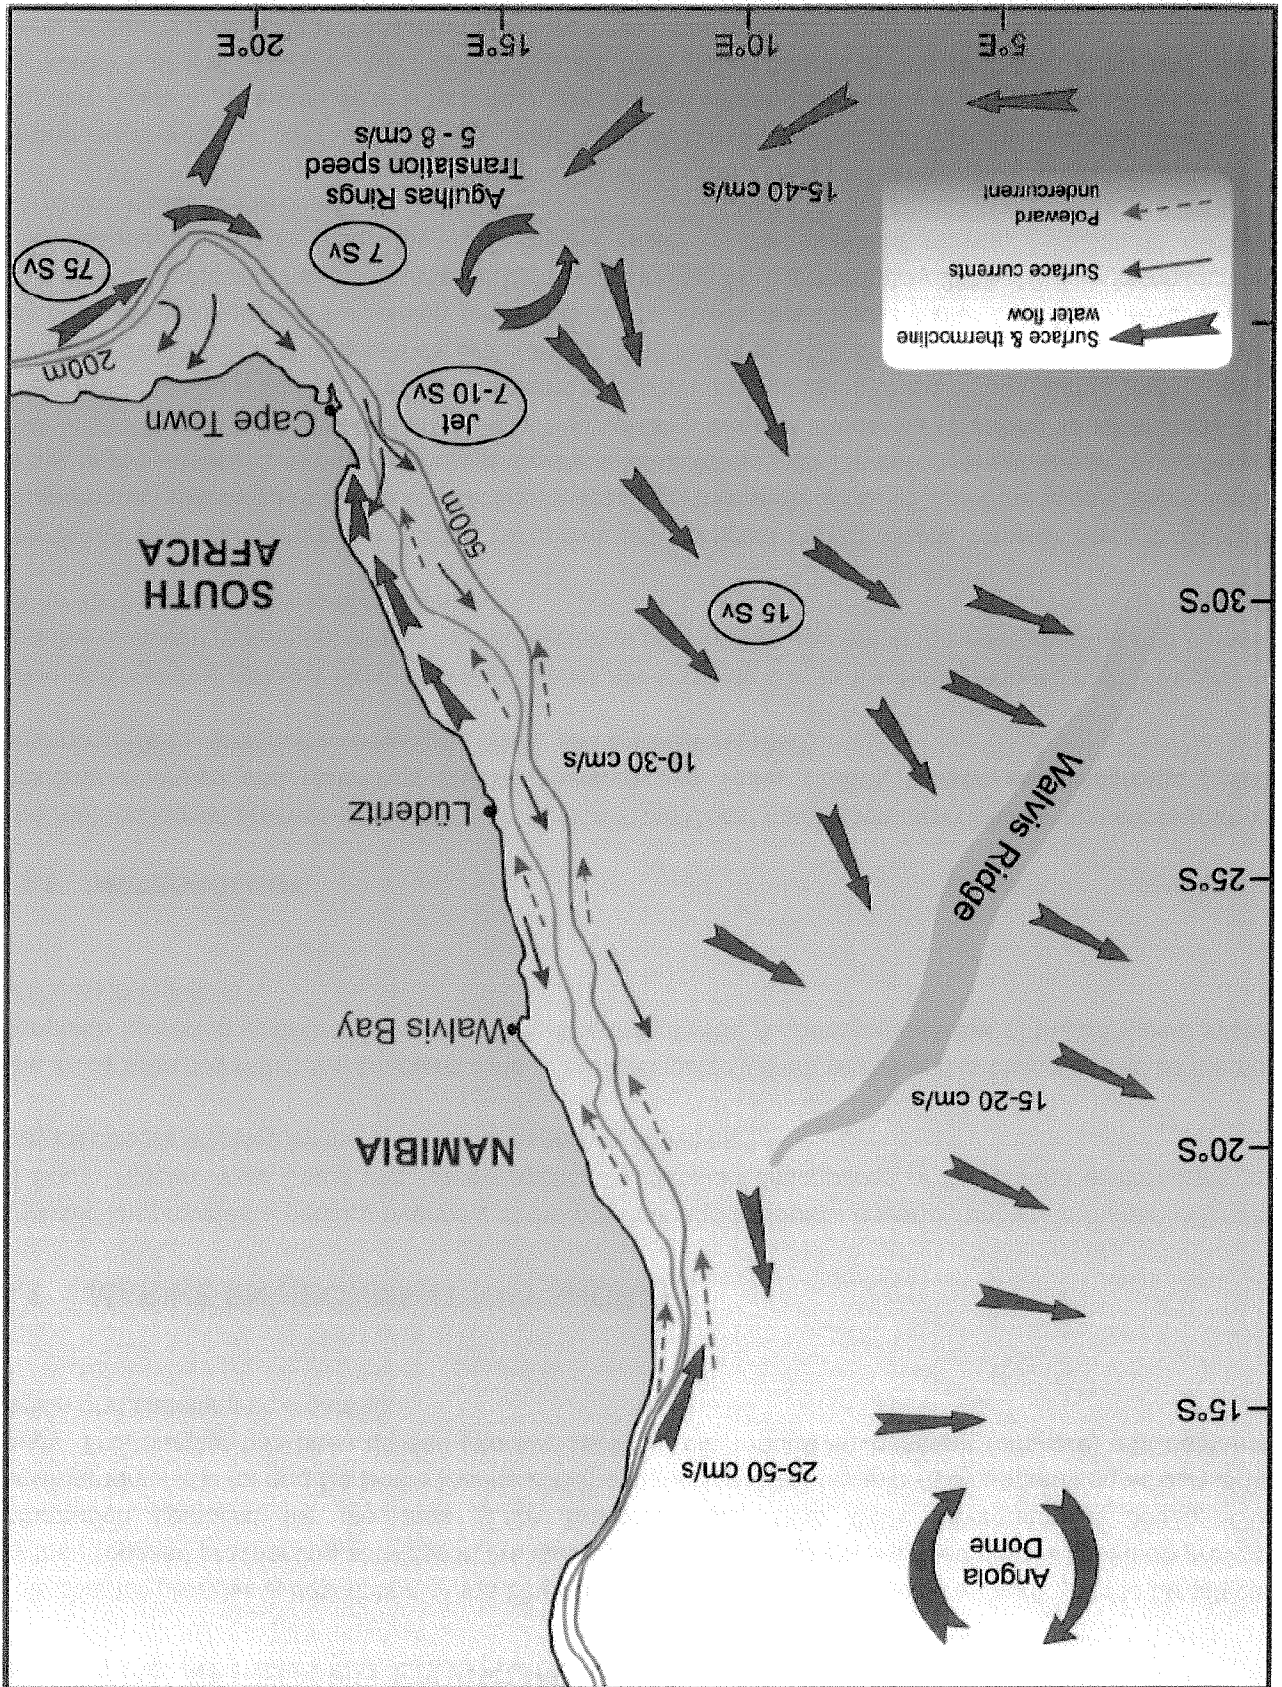 Angola
Dome
25-50 cm/s
15°S
NAMIBIA
20°S
15-20 cm/s
Walvis Bay
Walvis Ridge
25°S
Lüderitz
10-30 cm/s
30°S
15 Sv
SOUTH
AFRICA
500m
Cape Town
Jet
7-10 Sv
200m
Surface & thermocline
water flow
Surface currents
Poleward
undercurrent
75 Sv
7 Sv
Agulhas Rings
Translation speed
5 - 8 cm/s
15-40 cm/s
5°E
10°E
15°E
20°E